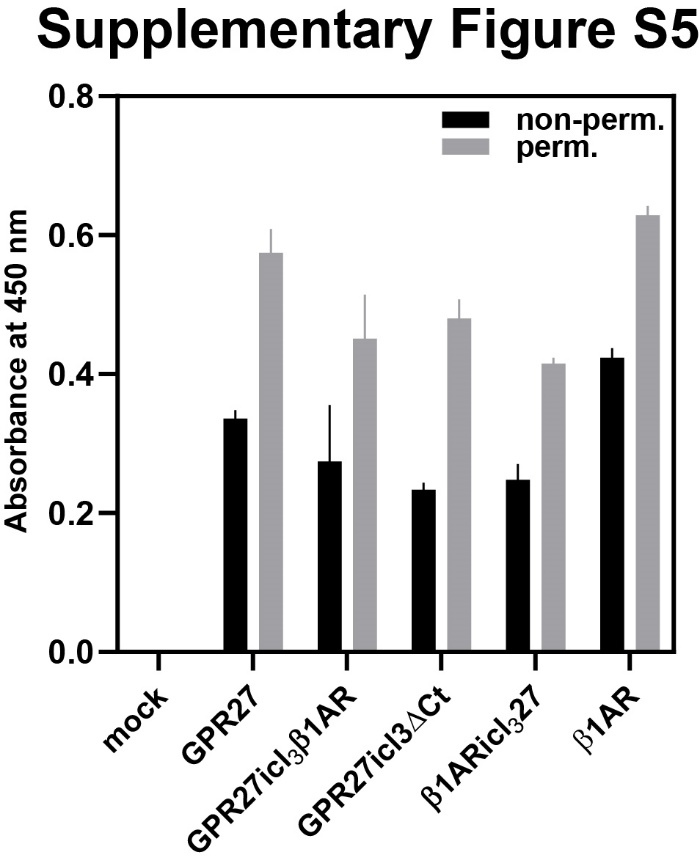 Supplementary Figure S5
non-perm.
perm.
Absorbance at 450 nm
0.8
0.6
0.4
0.2
0.0
mock
GPR27
GPR27icl₃β1AR
GPR27icl3ΔCt
β1ARicl₃27
β1AR